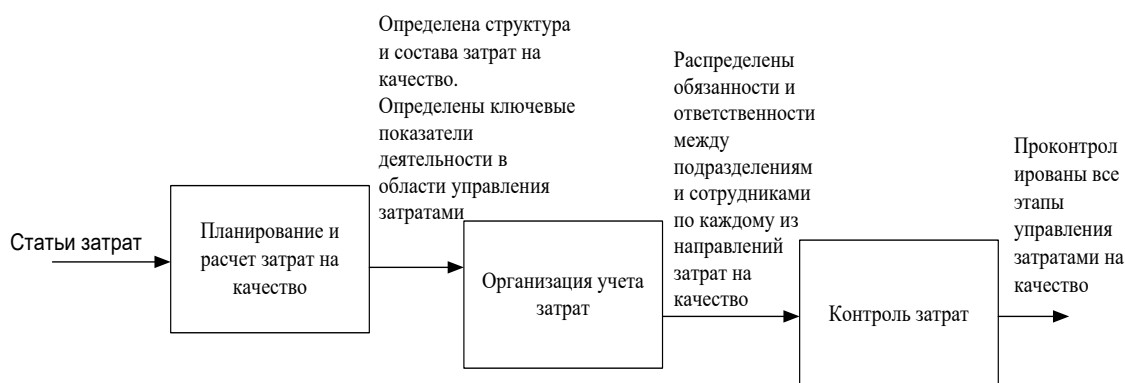 Статьи затрат
Планирование и
расчет затрат на
качество
Определена структура
и состава затрат на
качество.
Определены ключевые
показатели
деятельности в
области управления
затратами
Организация учета
затрат
Распределены
обязанности и
ответственности
между
подразделениям
и сотрудниками
по каждому из
направлений
затрат на
качество
Контроль затрат
Проконтрол
ированы все
этапы
управления
затратами на
качество